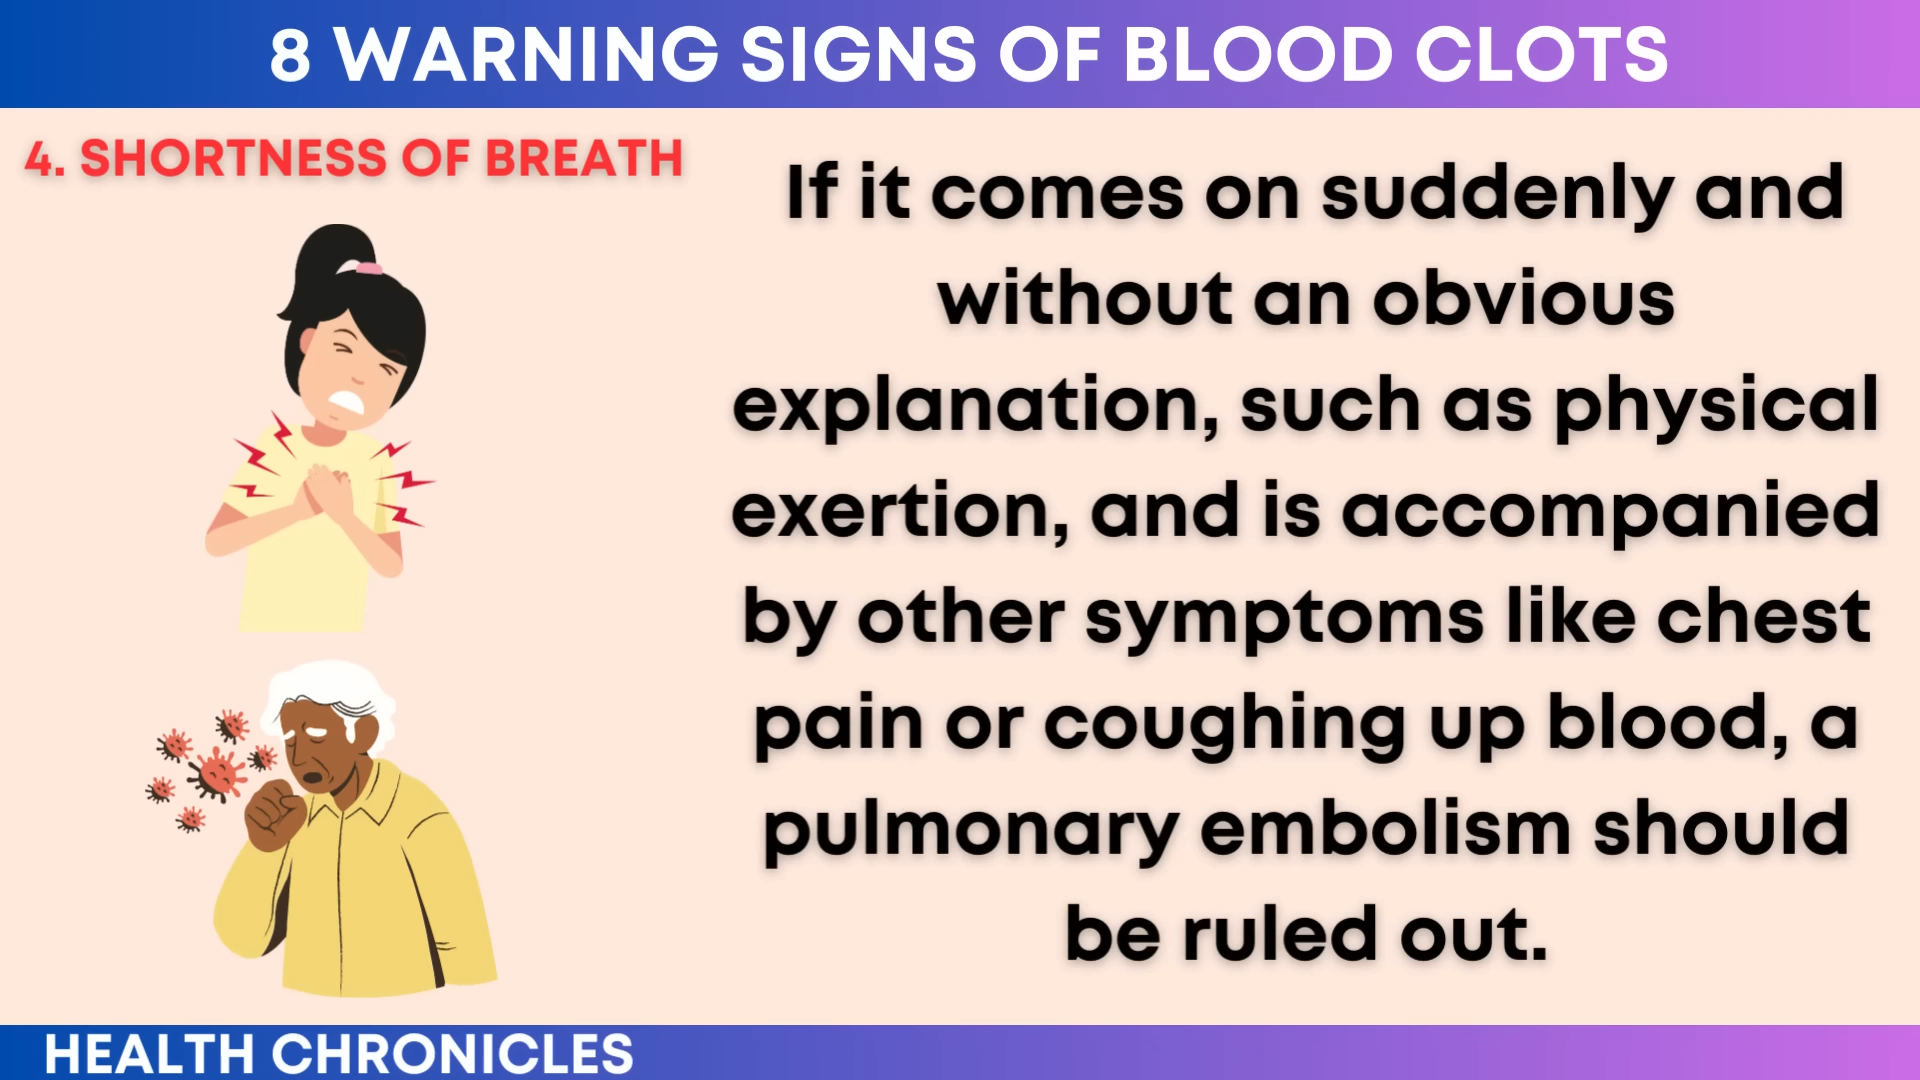 8 WARNING SIGNS OF BLOOD CLOTS
4. SHORTNESS OF BREATH
If it comes on suddenly and
without an obvious
explanation, such as physical
exertion, and is accompanied
by other symptoms like chest
pain or coughing up blood, a
pulmonary embolism should
be ruled out.
HEALTH CHRONICLES